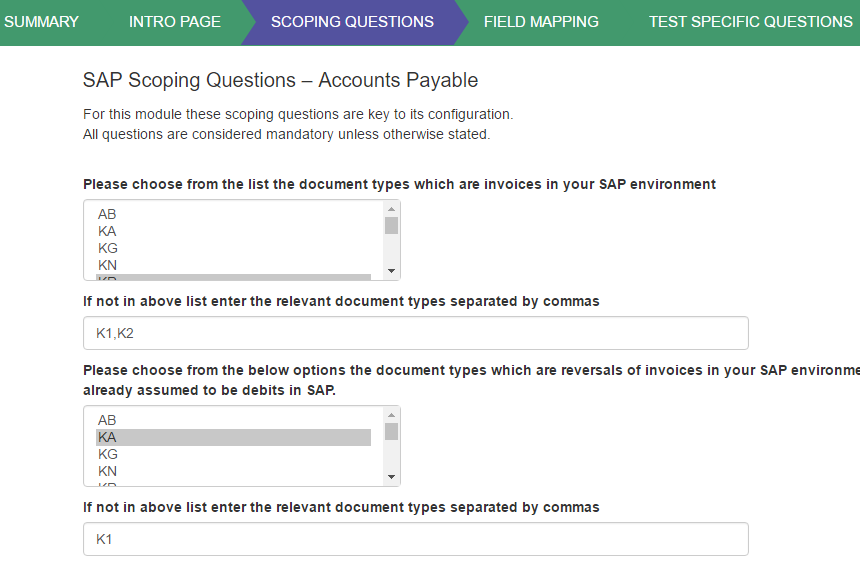 SUMMARY INTRO PAGE SCOPING QUESTIONS FIELD MAPPING TEST SPECIFIC QUESTIONS
SAP Scoping Questions – Accounts Payable
For this module these scoping questions are key to its configuration.
All questions are considered mandatory unless otherwise stated.
Please choose from the list the document types which are invoices in your SAP environment
AB
KA
KG
KN
If not in above list enter the relevant document types separated by commas
K1,K2
Please choose from the below options the document types which are reversals of invoices in your SAP environme
already assumed to be debits in SAP.
AB
KA
KG
KN
If not in above list enter the relevant document types separated by commas
K1